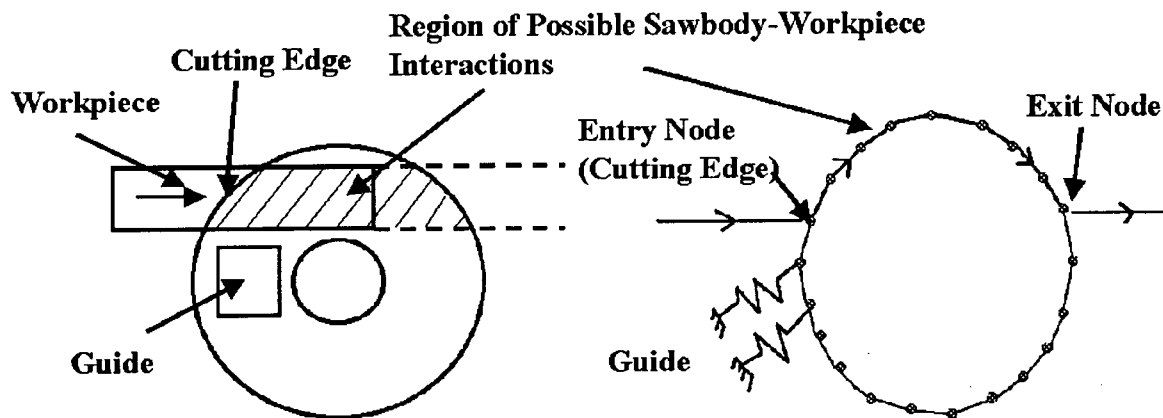 Region of Possible Sawbody-Workpiece
Interactions
Cutting Edge
Workpiece
Guide
Entry Node
(Cutting Edge)
Exit Node
Guide